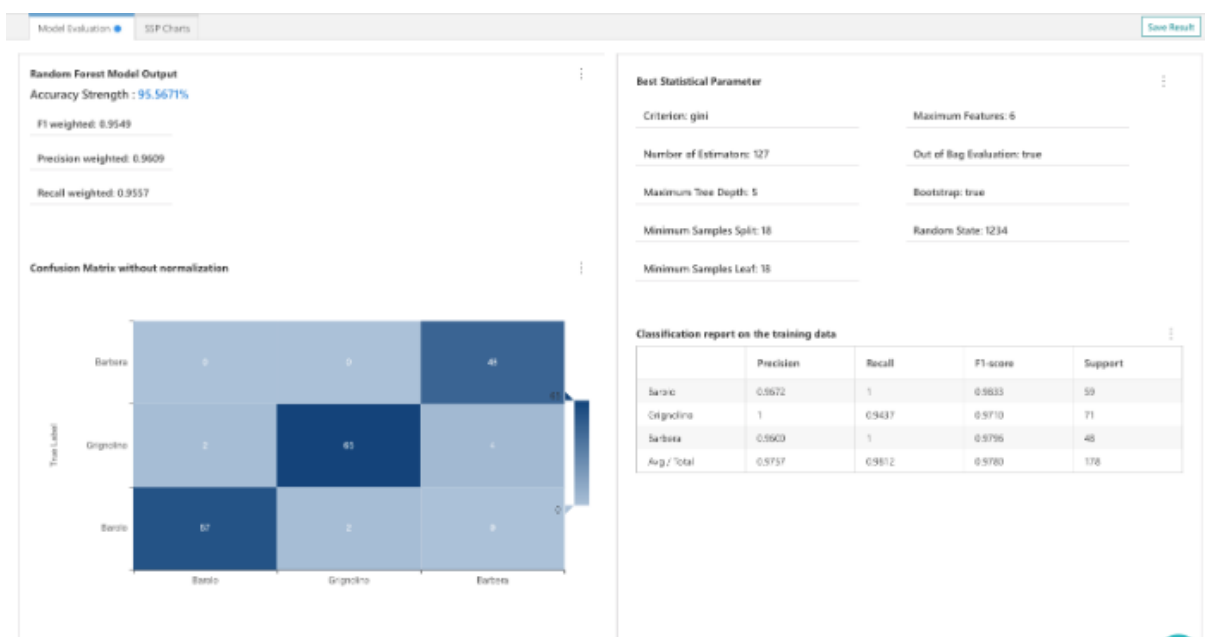 Model Evaluation
SSP Charts
Save Result
Random Forest Model Output
Accuracy Strength : 95.5671%
F1 weighted: 0.9549
Precision weighted: 0.9609
Recall weighted: 0.9557
Confusion Matrix without normalization
Barbera 0 0 48
True Label
Grignolino 2 65 4
65
0
Barolo 57 2 0
Barolo Grignolino Barbera
Best Statistical Parameter
Criterion: gini
Maximum Features: 6
Number of Estimators: 127
Out of Bag Evaluation: true
Maximum Tree Depth: 5
Bootstrap: true
Minimum Samples Split: 18
Random State: 1234
Minimum Samples Leaf: 18
Classification report on the training data
Precision Recall F1-score Support
Barolo 0.9672 1 0.9833 59
Grignolino 1 0.9437 0.9710 71
Barbera 0.9600 1 0.9796 48
Avg / Total 0.9757 0.9812 0.9780 178